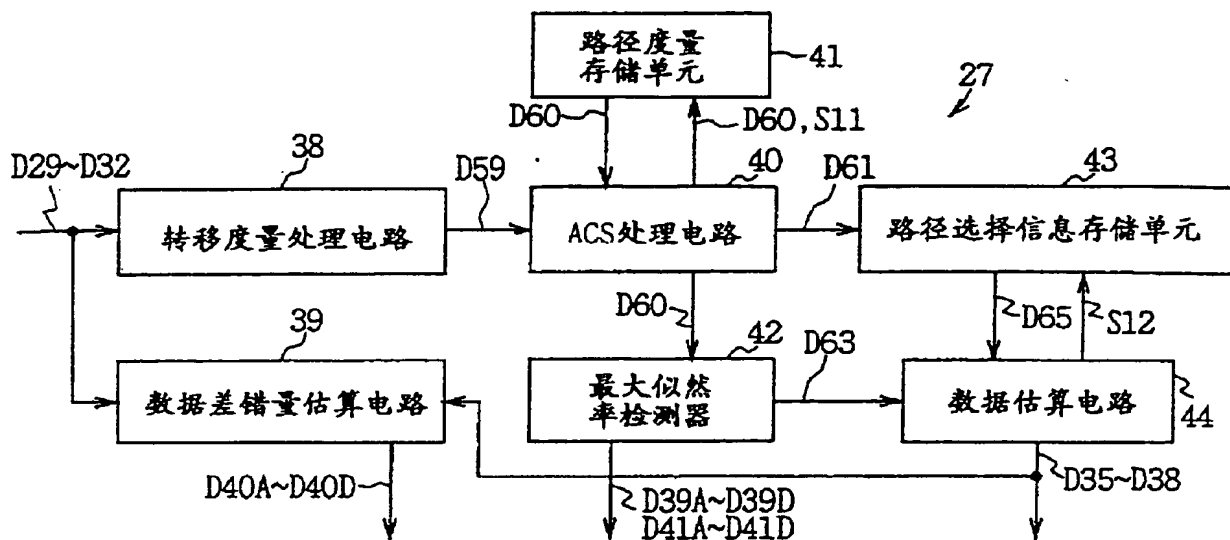 路径度量
存储单元
41
27
D60
D60,S11
D29~D32
38
D59
40
D61
43
转移度量处理电路
ACS处理电路
路径选择信息存储单元
D60
D65
S12
39
42
D63
数据差错量估算电路
最大似然
率检测器
数据估算电路
44
D40A~D40D
D39A~D39D
D41A~D41D
D35~D38